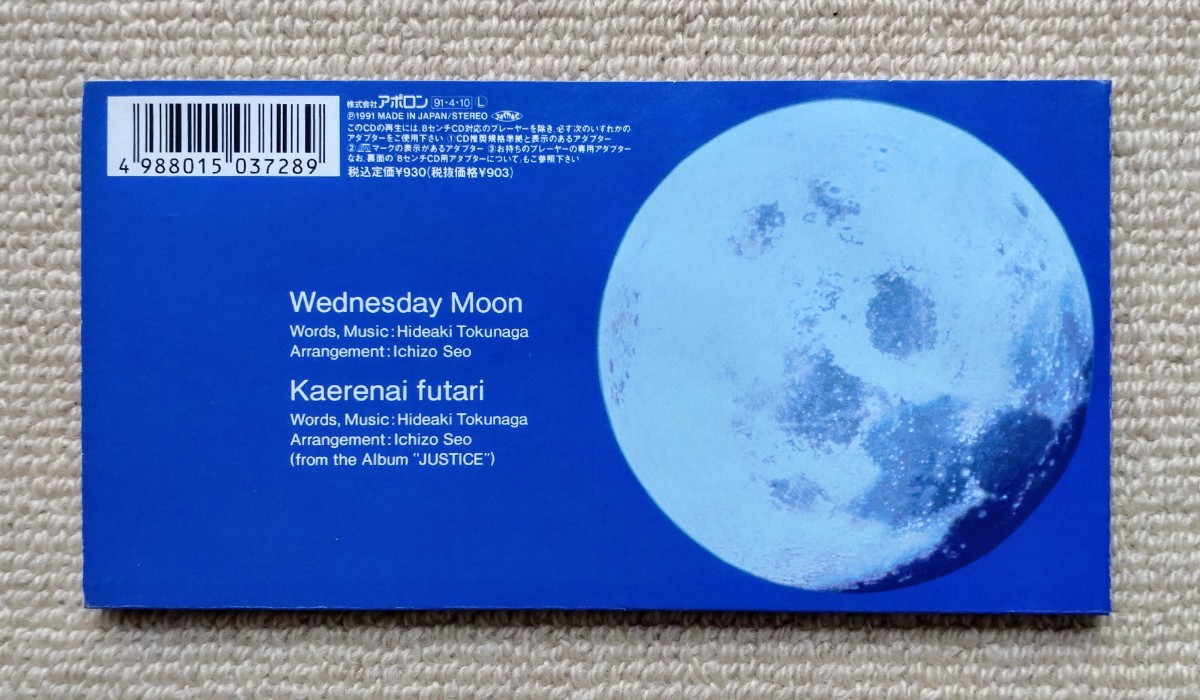 株式会社アポロン 91・4・10 L
Ⓟ1991 MADE IN JAPAN/STEREO
このCDの再生には、8センチCD対応のプレーヤーを除き、必す次のいすれかの
アダプターをご使用下さい ①CD推奨規格準拠と表示のあるアダプター
②マークの表示があるアダプター ③お持ちのプレーヤーの専用アダプター
なお、裏面の「8センチCD用アダプターについて」もご参照下さい
税込定価¥930(税抜価格¥903)
4 988015 037289
Wednesday Moon
Words, Music:Hideaki Tokunaga
Arrangement:Ichizo Seo
Kaerenai futari
Words, Music:Hideaki Tokunaga
Arrangement:Ichizo Seo
(from the Album "JUSTICE")